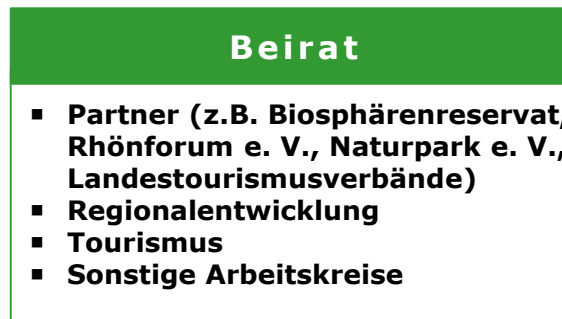 Beirat
▪ Partner (z.B. Biosphärenreservat,
Rhönforum e. V., Naturpark e. V.,
Landestourismusverbände)
▪ Regionalentwicklung
▪ Tourismus
▪ Sonstige Arbeitskreise